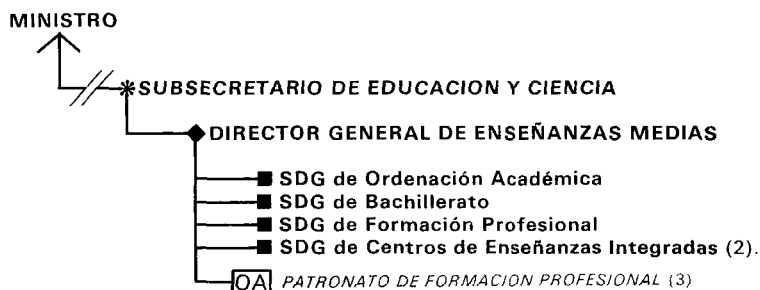 MINISTRO
SUBSECRETARIO DE EDUCACION Y CIENCIA
DIRECTOR GENERAL DE ENSEÑANZAS MEDIAS
SDG de Ordenación Académica
SDG de Bachillerato
SDG de Formación Profesional
SDG de Centros de Enseñanzas Integradas (2).
OA PATRONATO DE FORMACION PROFESIONAL (3)